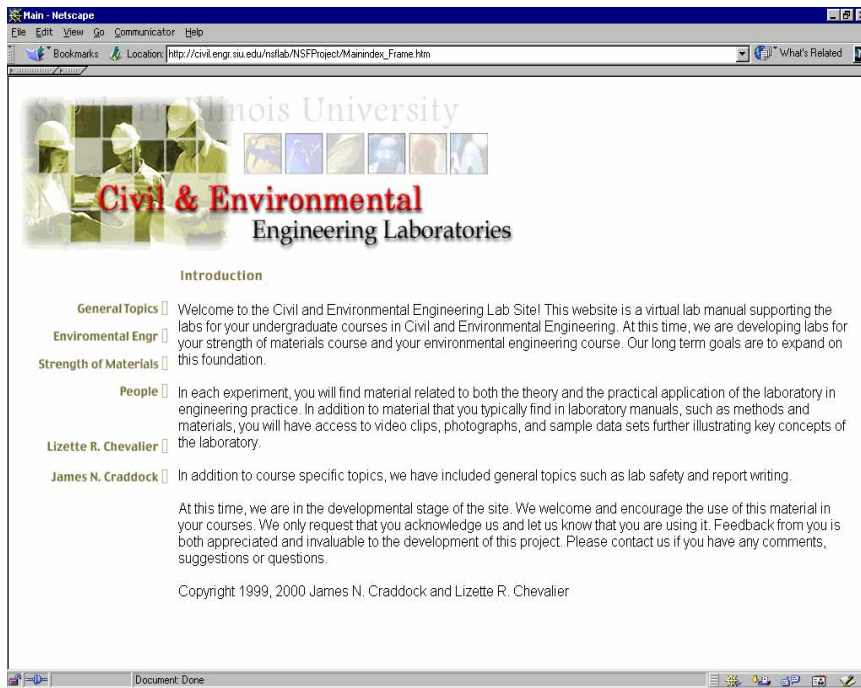 Main - Netscape
File Edit View Go Communicator Help
Bookmarks Location: http://civil.engr.siu.edu/nsflab/NSFProject/Mainindex_Frame.htm What's Related
Southern Illinois University
Civil & Environmental
Engineering Laboratories
Introduction
General Topics
Enviromental Engr
Strength of Materials
People
Lizette R. Chevalier
James N. Craddock
Welcome to the Civil and Environmental Engineering Lab Site! This website is a virtual lab manual supporting the
labs for your undergraduate courses in Civil and Environmental Engineering. At this time, we are developing labs for
your strength of materials course and your environmental engineering course. Our long term goals are to expand on
this foundation.
In each experiment, you will find material related to both the theory and the practical application of the laboratory in
engineering practice. In addition to material that you typically find in laboratory manuals, such as methods and
materials, you will have access to video clips, photographs, and sample data sets further illustrating key concepts of
the laboratory.
In addition to course specific topics, we have included general topics such as lab safety and report writing.
At this time, we are in the developmental stage of the site. We welcome and encourage the use of this material in
your courses. We only request that you acknowledge us and let us know that you are using it. Feedback from you is
both appreciated and invaluable to the development of this project. Please contact us if you have any comments,
suggestions or questions.
Copyright 1999, 2000 James N. Craddock and Lizette R. Chevalier
Document: Done